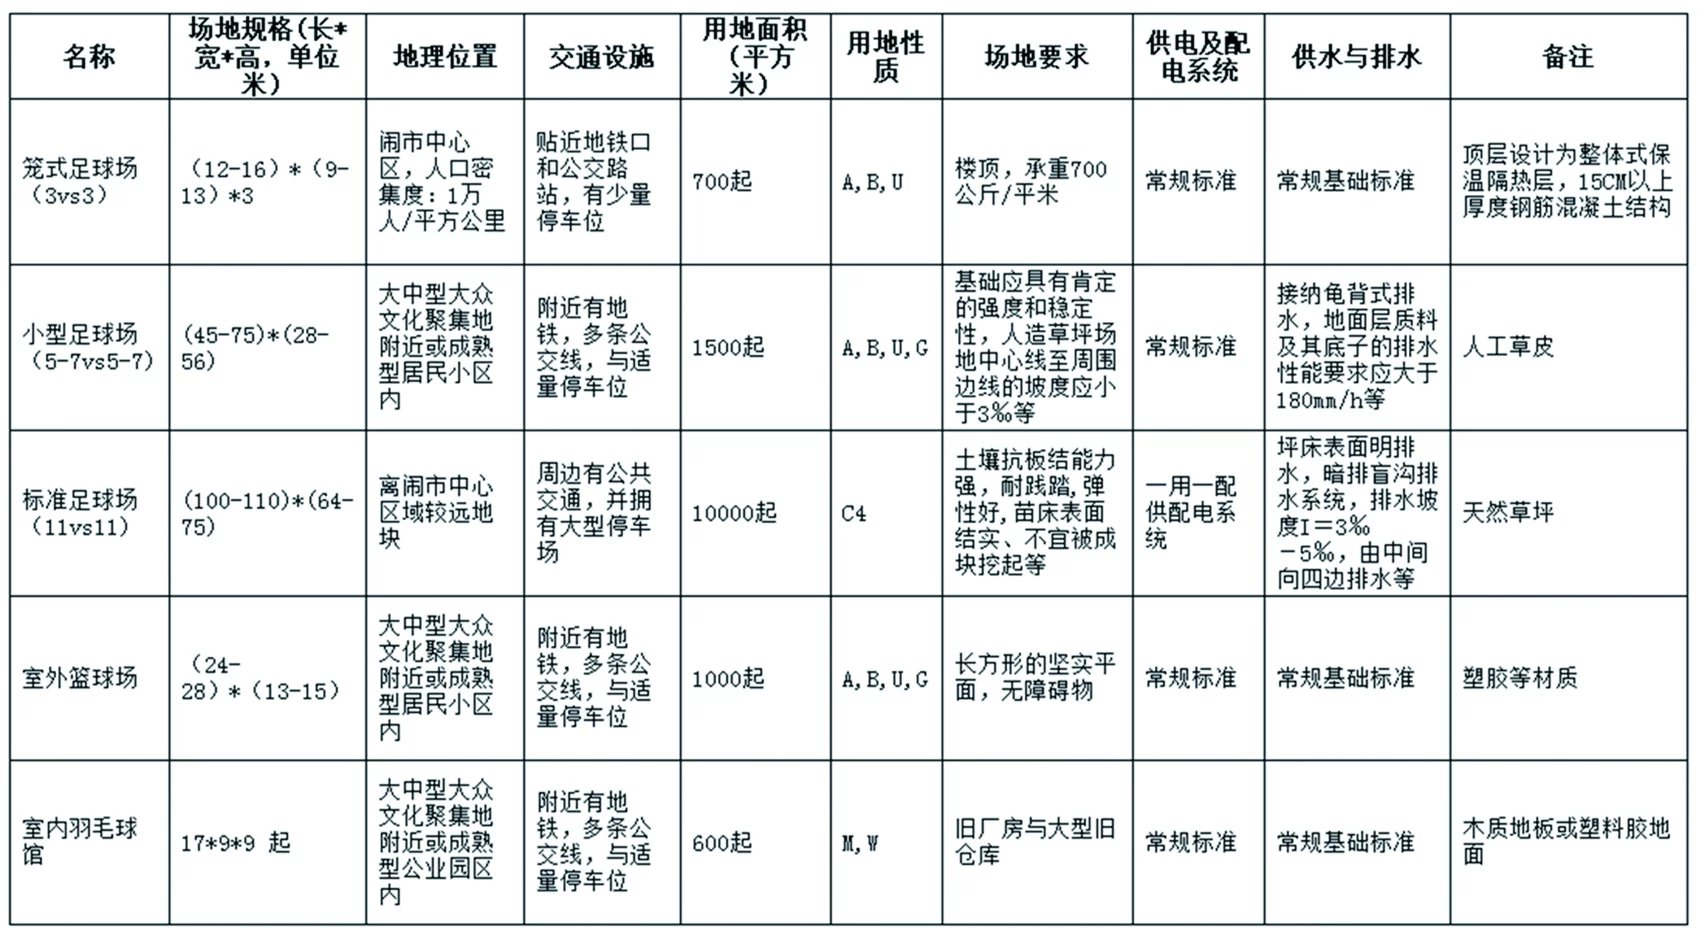 名称
场地规格(长*
宽*高，单位
米)
地理位置
交通设施
用地面积
（平方
米）
用地性
质
场地要求
供电及配
电系统
供水与排水
备注
笼式足球场
（3vs3）
（12-16）*（9-
13）*3
闹市中心
区，人口密
集度：1万
人/平方公里
贴近地铁口
和公交路
站，有少量
停车位
700起
A,B,U
楼顶，承重700
公斤/平米
常规标准
常规基础标准
顶层设计为整体式保
温隔热层，15CM以上
厚度钢筋混凝土结构
小型足球场
（5-7vs5-7)
(45-75)*(28-
56)
大中型大众
文化聚集地
附近或成熟
型居民小区
内
附近有地
铁，多条公
交线，与适
量停车位
1500起
A,B,U,G
基础应具有肯定
的强度和稳定
性，人造草坪场
地中心线至周围
边线的坡度应小
于3‰等
常规标准
接纳龟背式排
水，地面层质料
及其底子的排水
性能要求应大于
180mm/h等
人工草皮
标准足球场
（11vs11）
(100-110)*(64-
75)
离闹市中心
区域较远地
块
周边有公共
交通，并拥
有大型停车
场
10000起
C4
土壤抗板结能力
强，耐践踏,弹
性好,苗床表面
结实、不宜被成
块挖起等
一用一配
供配电系
统
坪床表面明排
水，暗排盲沟排
水系统，排水坡
度I＝3‰
－5‰，由中间
向四边排水等
天然草坪
室外篮球场
（24-
28）*（13-15）
大中型大众
文化聚集地
附近或成熟
型居民小区
内
附近有地
铁，多条公
交线，与适
量停车位
1000起
A,B,U,G
长方形的坚实平
面，无障碍物
常规标准
常规基础标准
塑胶等材质
室内羽毛球
馆
17*9*9 起
大中型大众
文化聚集地
附近或成熟
型公业园区
内
附近有地
铁，多条公
交线，与适
量停车位
600起
M,W
旧厂房与大型旧
仓库
常规标准
常规基础标准
木质地板或塑料胶地
面